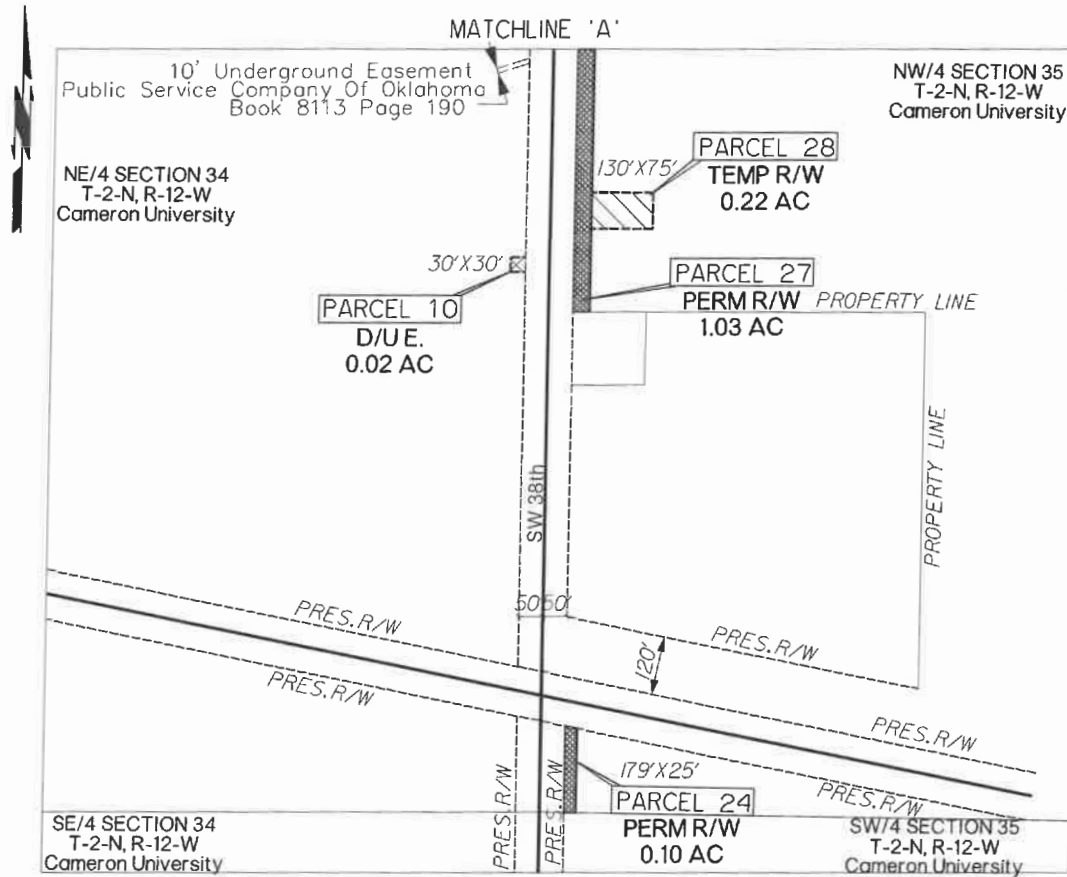 MATCHLINE 'A'
N
10' Underground Easement
Public Service Company Of Oklahoma
Book 8113 Page 190
NW/4 SECTION 35
T-2-N, R-12-W
Cameron University
NE/4 SECTION 34
T-2-N, R-12-W
Cameron University
PARCEL 28
TEMP R/W
0.22 AC
130'X75'
30'X30'
PARCEL 10
D/U E.
0.02 AC
PARCEL 27
PERM R/W
1.03 AC
PROPERTY LINE
PROPERTY LINE
SW 38th
50'50'
PRES. R/W
PRES. R/W
120'
PRES. R/W
PRES. R/W
PRES. R/W
PRES. R/W
PRES. R/W
179'X25'
PARCEL 24
PERM R/W
0.10 AC
SE/4 SECTION 34
T-2-N, R-12-W
Cameron University
SW/4 SECTION 35
T-2-N, R-12-W
Cameron University